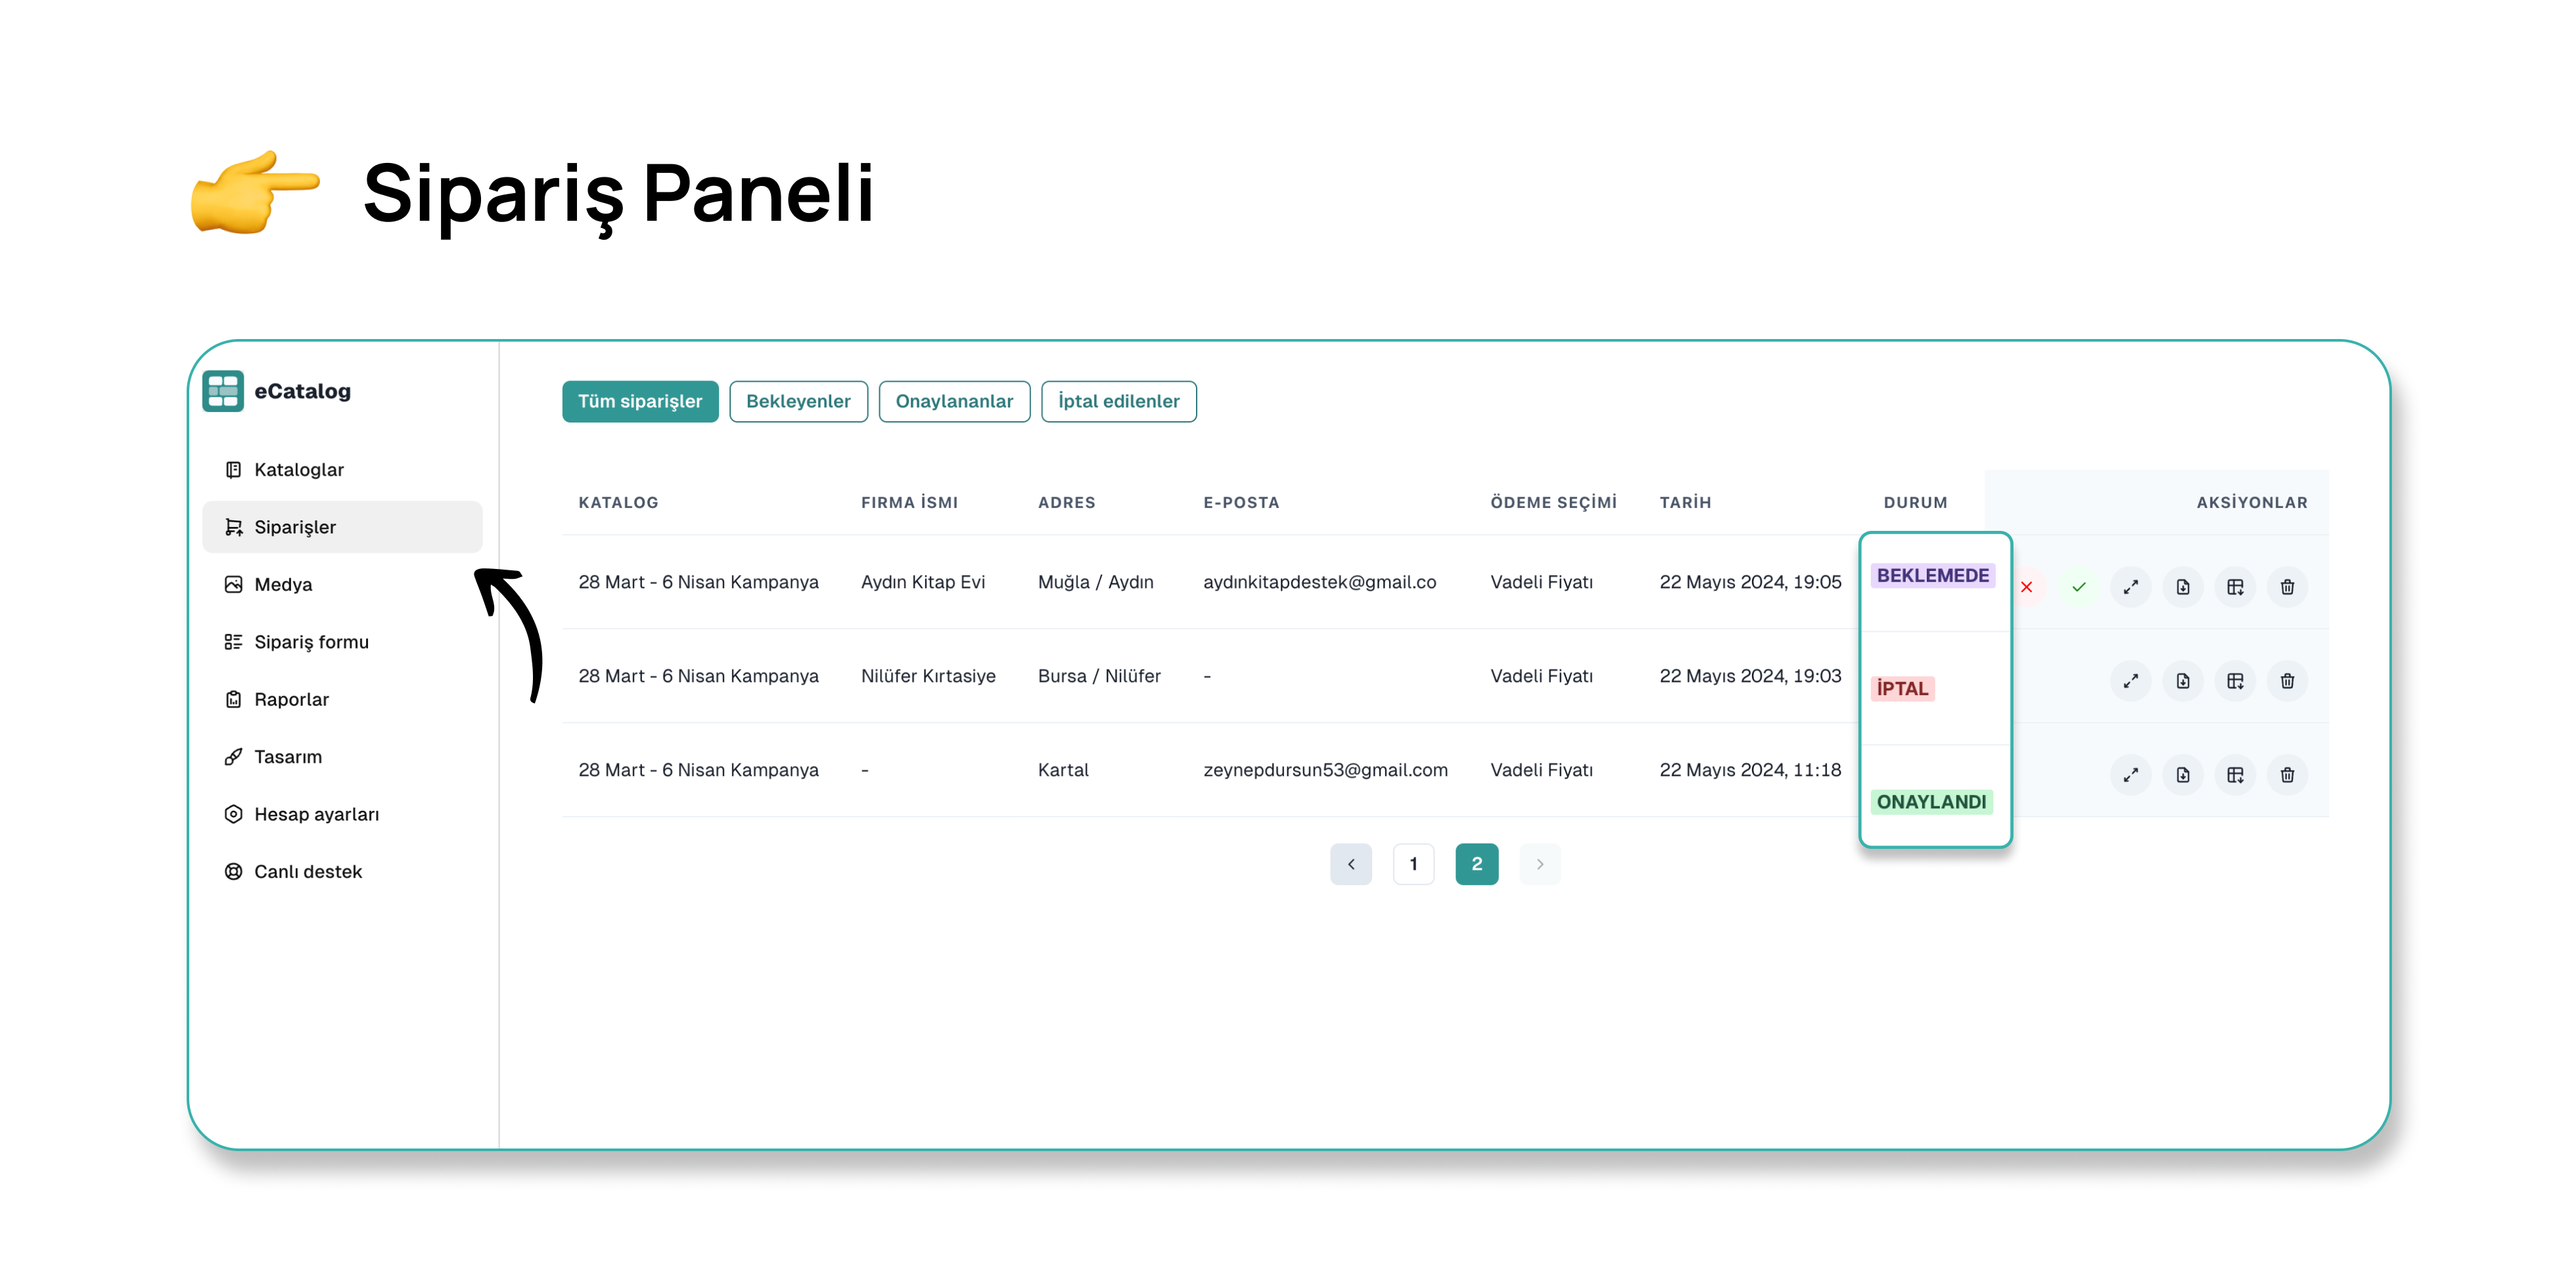 Sipariş Paneli
eCatalog
Kataloglar
Siparişler
Medya
Sipariş formu
Raporlar
Tasarım
Hesap ayarları
Canlı destek
Tüm siparişler Bekleyenler Onaylananlar İptal edilenler
KATALOG FIRMA İSMI ADRES E-POSTA ÖDEME SEÇİMİ TARİH DURUM AKSİYONLAR
28 Mart - 6 Nisan Kampanya Aydın Kitap Evi Muğla / Aydın aydınkitapdestek@gmail.co Vadeli Fiyatı 22 Mayıs 2024, 19:05 BEKLEMEDE
28 Mart - 6 Nisan Kampanya Nilüfer Kırtasiye Bursa / Nilüfer - Vadeli Fiyatı 22 Mayıs 2024, 19:03 İPTAL
28 Mart - 6 Nisan Kampanya - Kartal zeynepdursun53@gmail.com Vadeli Fiyatı 22 Mayıs 2024, 11:18 ONAYLANDI
1 2